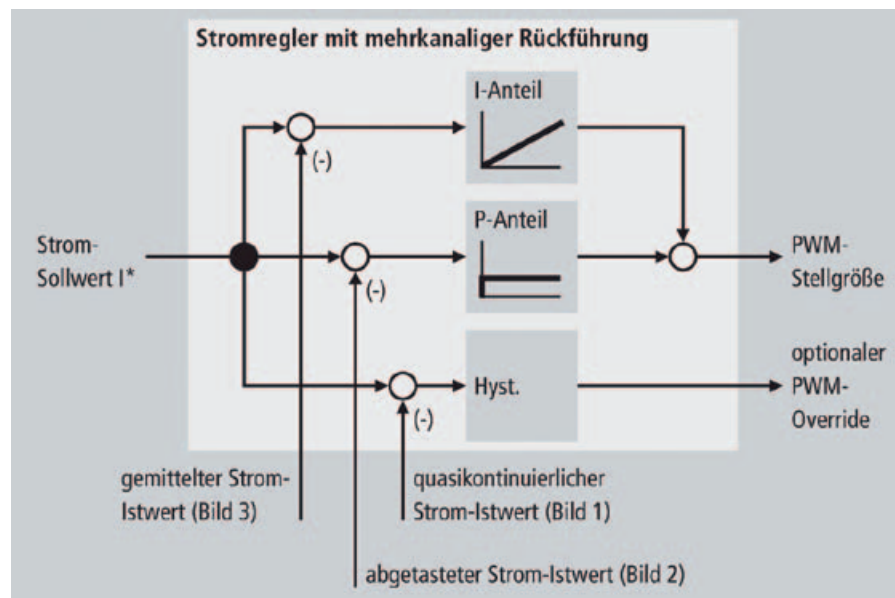 Stromregler mit mehrkanaliger Rückführung
I-Anteil
(-)
P-Anteil
Strom-
Sollwert I*
(-)
PWM-
Stellgröße
Hyst.
(-)
optionaler
PWM-
Override
gemittelter Strom-
Istwert (Bild 3)
quasikontinuierlicher
Strom-Istwert (Bild 1)
abgetasteter Strom-Istwert (Bild 2)